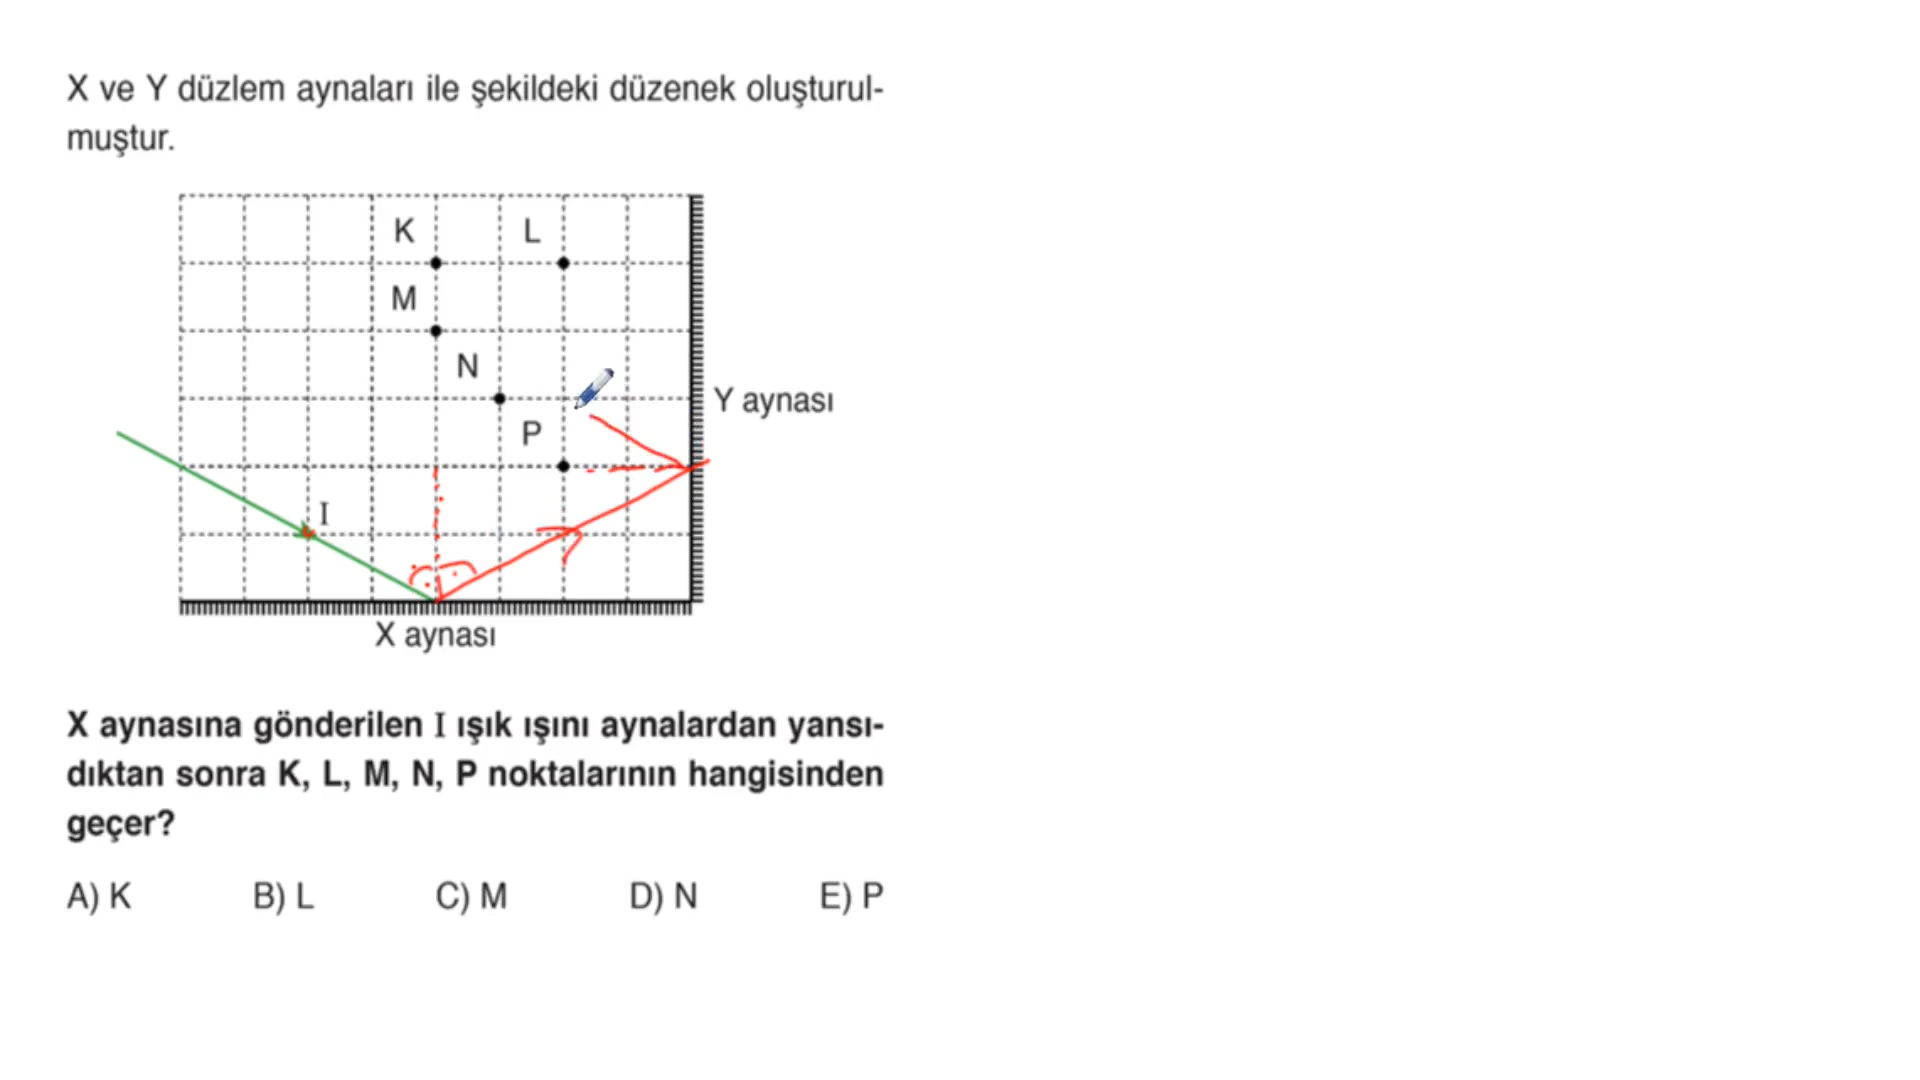 X ve Y düzlem aynaları ile şekildeki düzenek oluşturul-
muştur.
K
L
M
N
Y aynası
P
I
X aynası
X aynasına gönderilen I ışık ışını aynalardan yansı-
dıktan sonra K, L, M, N, P noktalarının hangisinden
geçer?
A) K B) L C) M D) N E) P